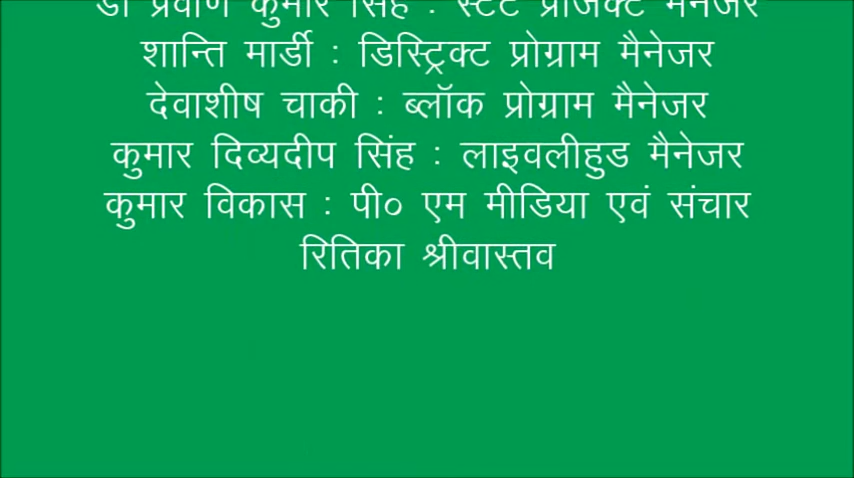 डॉ प्रवीण कुमार सिंह : स्टेट प्रोजेक्ट मैनेजर
शान्ति मार्डी : डिस्ट्रिक्ट प्रोग्राम मैनेजर
देवाशीष चाकी : ब्लॉक प्रोग्राम मैनेजर
कुमार दिव्यदीप सिंह : लाइवलीहुड मैनेजर
कुमार विकास : पी० एम मीडिया एवं संचार
रितिका श्रीवास्तव